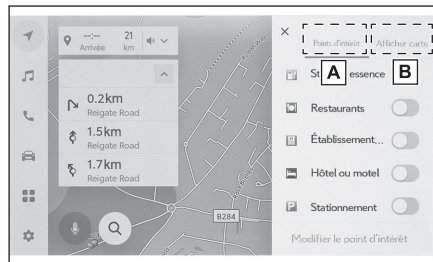 --:-- 21
Arrivée km
0.2km
Reigate Road
1.5km
Reigate Road
1.7km
Reigate Road
B284
Points d'intérêt
Afficher carte
A
B
essence
Restaurants
Établissement...
Hôtel ou motel
Stationnement
Modifier le point d'intérêt